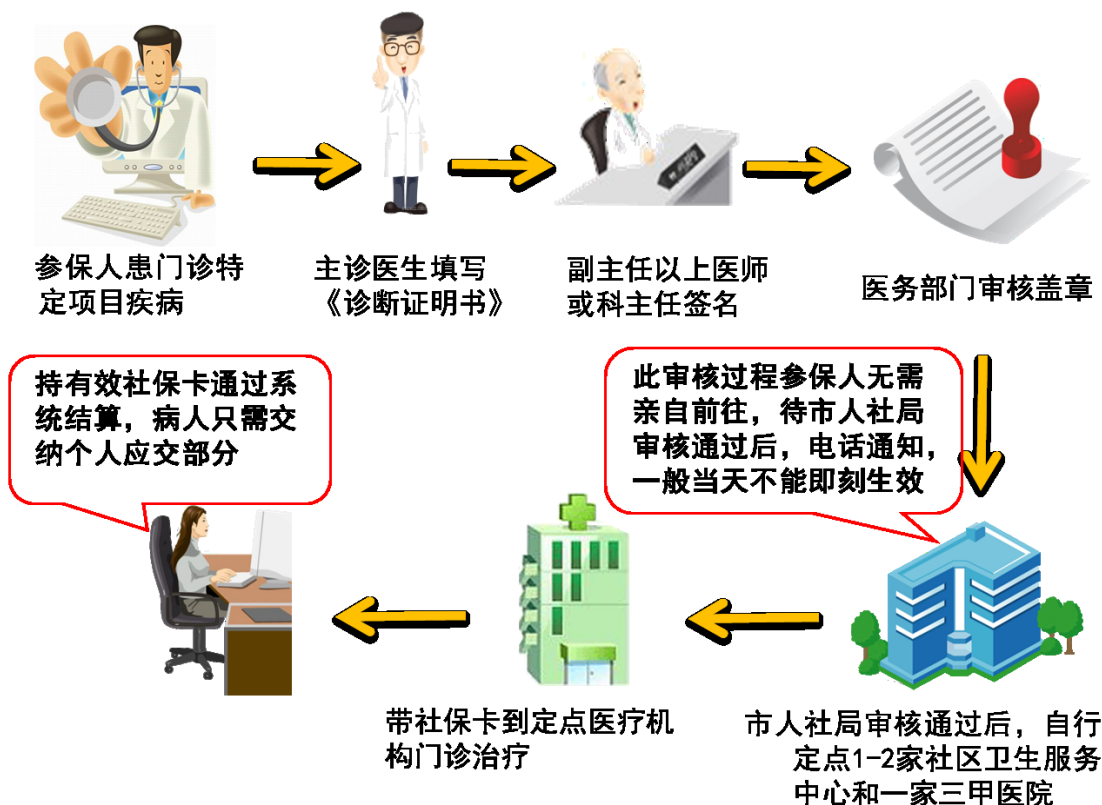 参保人患门诊特
定项目疾病
主诊医生填写
《诊断证明书》
副主任以上医师
或科主任签名
医务部门审核盖章
此审核过程参保人无需
亲自前往，待市人社局
审核通过后，电话通知，
一般当天不能即刻生效
市人社局审核通过后，自行
定点1-2家社区卫生服务
中心和一家三甲医院
带社保卡到定点医疗机
构门诊治疗
持有效社保卡通过系
统结算，病人只需交
纳个人应交部分